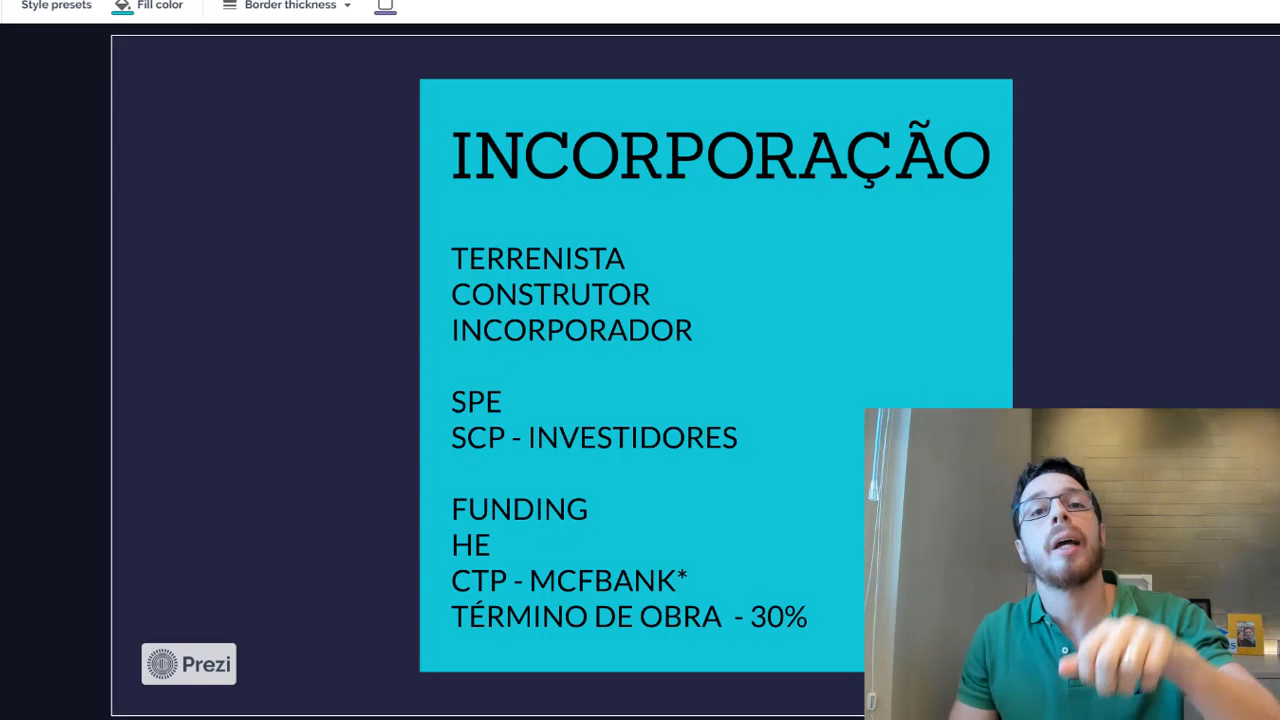 Style presets
Fill color
Border thickness
INCORPORAÇÃO
TERRENISTA
CONSTRUTOR
INCORPORADOR
SPE
SCP - INVESTIDORES
FUNDING
HE
CTP - MCFBANK*
TÉRMINO DE OBRA - 30%
Prezi